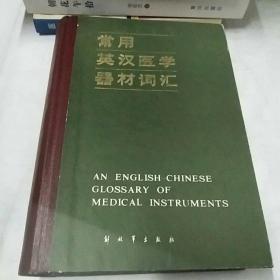 常用
英汉医学
器材词汇
AN ENGLISH-CHINESE
GLOSSARY OF
MEDICAL INSTRUMENTS
解放军出版社